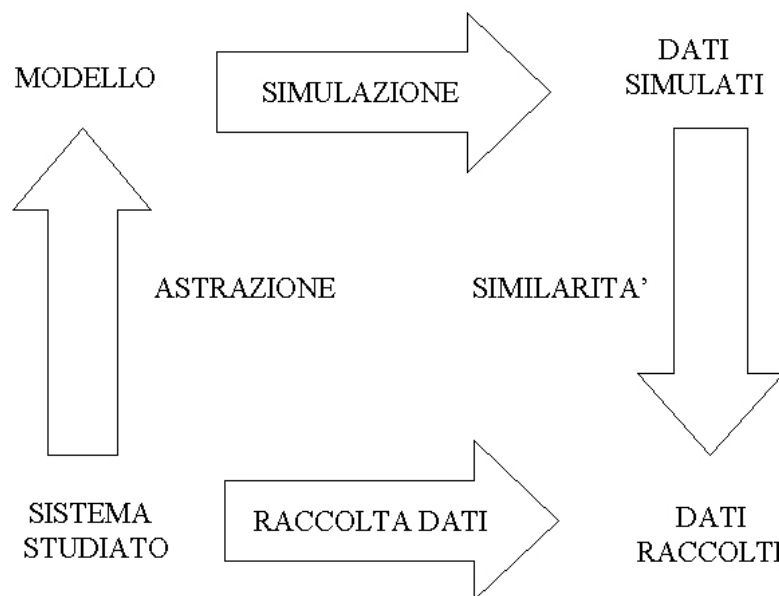 MODELLO
SIMULAZIONE
DATI
SIMULATI
ASTRAZIONE
SIMILARITA’
SISTEMA
STUDIATO
RACCOLTA DATI
DATI
RACCOLTI